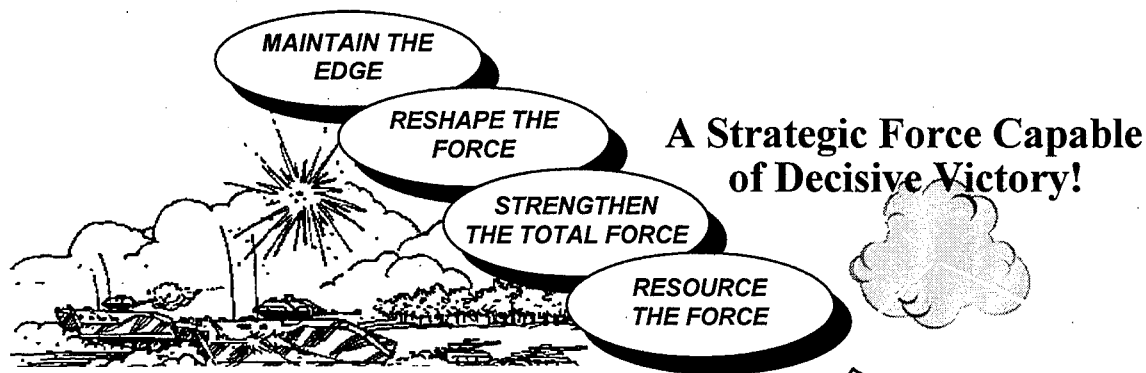 MAINTAIN THE
EDGE
RESHAPE THE
FORCE
A Strategic Force Capable
of Decisive Victory!
STRENGTHEN
THE TOTAL FORCE
RESOURCE
THE FORCE